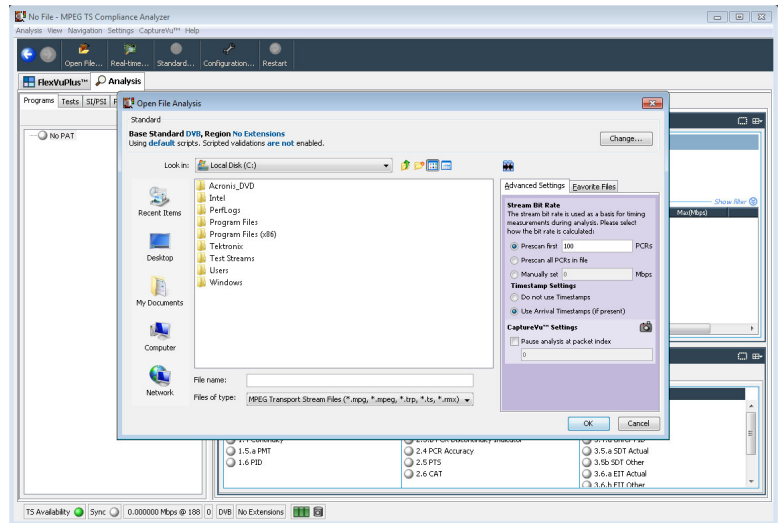 No File - MPEG TS Compliance Analyzer
Analysis View Navigation Settings CaptureVu™ Help
Open File... Real-time... Standard... Configuration... Restart
FlexVuPlus™ Analysis
Programs Tests SI/PSI
No PAT
Open File Analysis
Standard
Base Standard DVB, Region No Extensions
Using default scripts. Scripted validations are not enabled.
Change...
Look in: Local Disk (C:)
Recent Items
Desktop
My Documents
Computer
Network
Acronis_DVD
Intel
PerfLogs
Program Files
Program Files (x86)
Tektronix
Test Streams
Users
Windows
File name:
Files of type: MPEG Transport Stream Files (*.mpg, *.mpeg, *.trp, *.ts, *.rmx)
Advanced Settings Favorite Files
Stream Bit Rate
The stream bit rate is used as a basis for timing
measurements during analysis. Please select
how the bit rate is calculated:
Prescan first 100 PCRs
Prescan all PCRs in file
Manually set 0 Mbps
Timestamp Settings
Do not use Timestamps
Use Arrival Timestamps (if present)
CaptureVu™ Settings
Pause analysis at packet index
0
OK Cancel
Show filter
Max(Mbps)
1.5.a PMT
1.6 PID
2.4 PCR Accuracy
2.5 PTS
2.6 CAT
3.5.a SDT Actual
3.5b SDT Other
3.6.a EIT Actual
3.6.b EIT Other
TS Availability Sync 0.000000 Mbps @ 188 0 DVB No Extensions